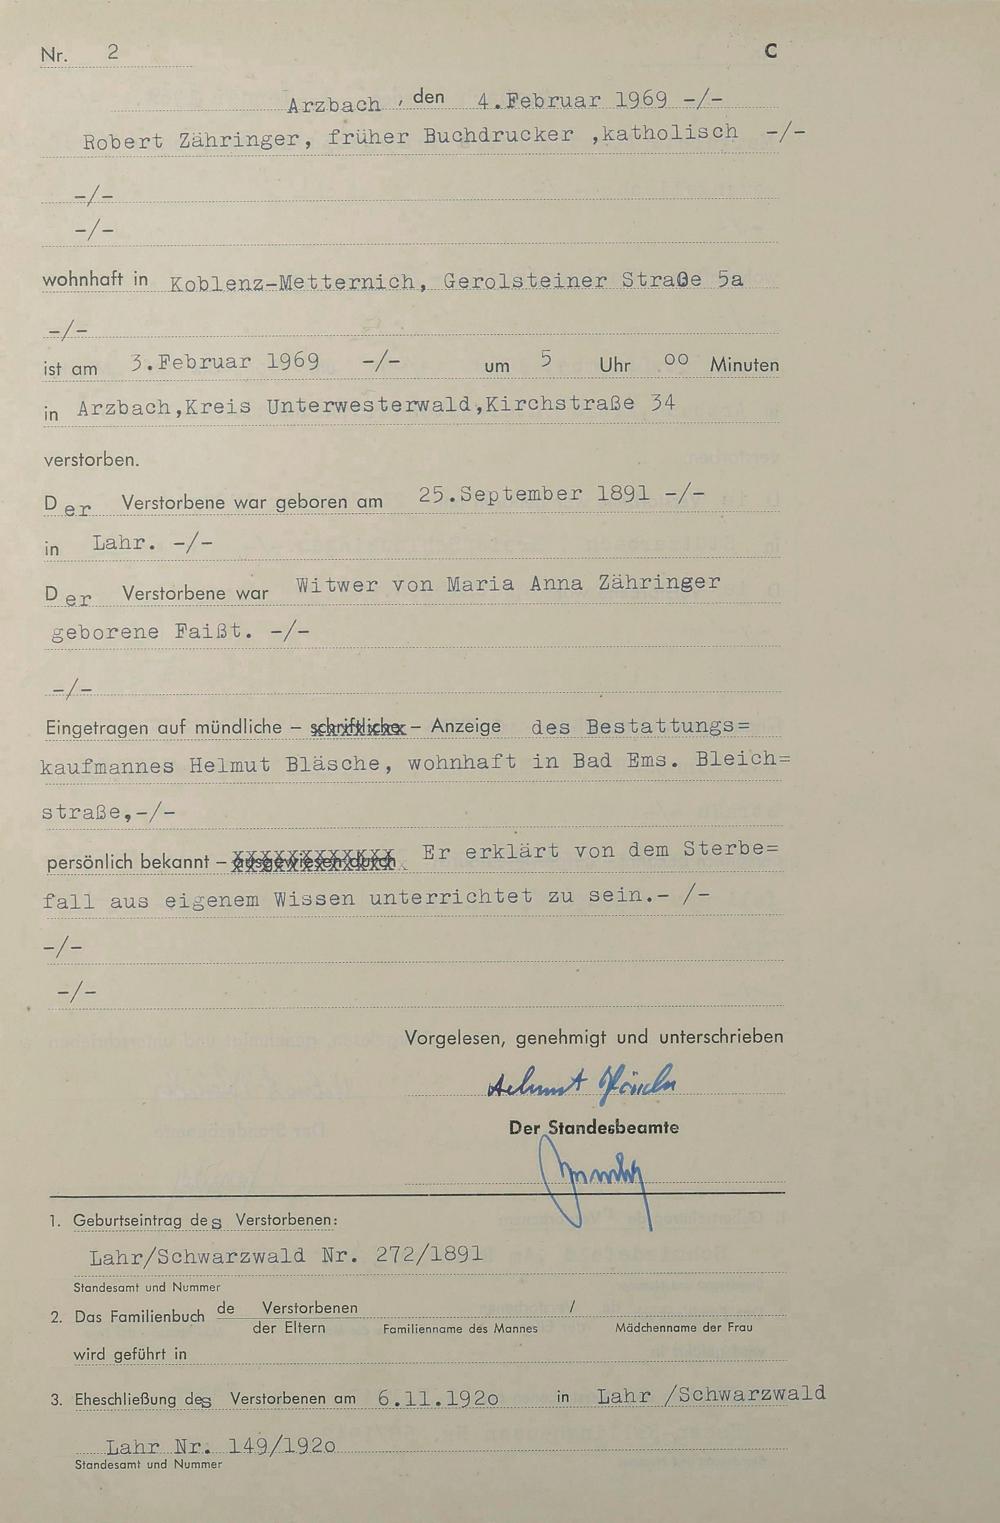 Nr. 2 C
Arzbach , den 4.Februar 1969 -/-
Robert Zähringer, früher Buchdrucker ,katholisch -/-
-/-
-/-
wohnhaft in Koblenz-Metternich, Gerolsteiner Straße 5a
-/-
ist am 3.Februar 1969 -/- um 5 Uhr oo Minuten
in Arzbach,Kreis Unterwesterwald,Kirchstraße 34
verstorben.
Der Verstorbene war geboren am 25.September 1891 -/-
in Lahr. -/-
Der Verstorbene war Witwer von Maria Anna Zähringer
geborene Faißt. -/-
-/-
Eingetragen auf mündliche – schriftliche – Anzeige des Bestattungs=
kaufmannes Helmut Bläsche, wohnhaft in Bad Ems. Bleich=
straße,-/-
persönlich bekannt – ausgewiesen durch Er erklärt von dem Sterbe=
fall aus eigenem Wissen unterrichtet zu sein.- /-
-/-
-/-
Vorgelesen, genehmigt und unterschrieben
Helmut
Der Standesbeamte
1. Geburtseintrag des Verstorbenen:
Lahr/Schwarzwald Nr. 272/1891
Standesamt und Nummer
2. Das Familienbuch de Verstorbenen /
der Eltern Familienname des Mannes Mädchenname der Frau
wird geführt in
3. Eheschließung des Verstorbenen am 6.11.192o in Lahr /Schwarzwald
Lahr Nr. 149/192o
Standesamt und Nummer